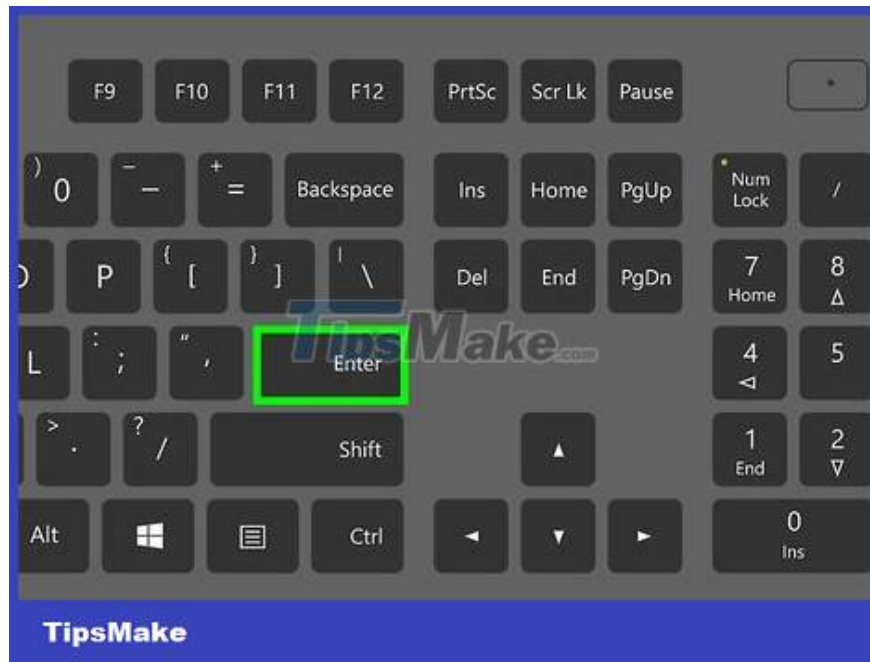 F9 F10 F11 F12 PrtSc Scr Lk Pause
) 0 _ - + = Backspace Ins Home PgUp Num Lock /
P { [ } ] | \ Del End PgDn 7 Home 8
TipsMake.com
L : ; " , Enter 4 5
> . ? / Shift 1 End 2
Alt Ctrl 0 Ins
TipsMake